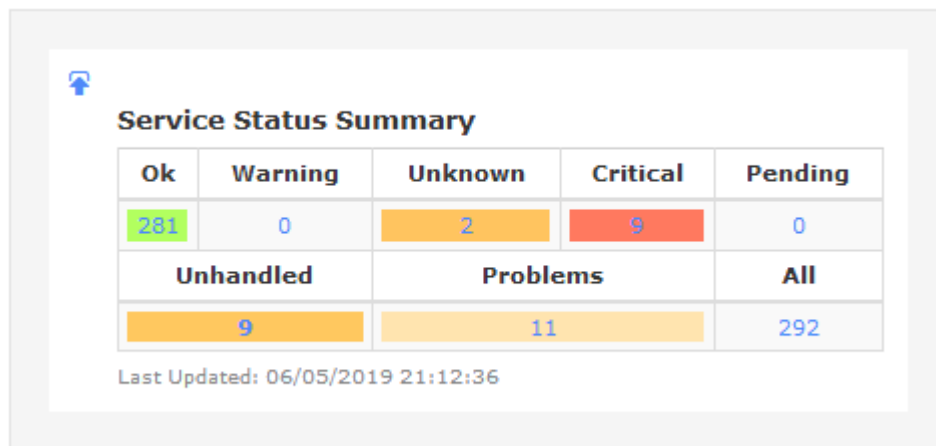 Service Status Summary
Ok Warning Unknown Critical Pending
281 0 2 9 0
Unhandled Problems All
9 11 292
Last Updated: 06/05/2019 21:12:36